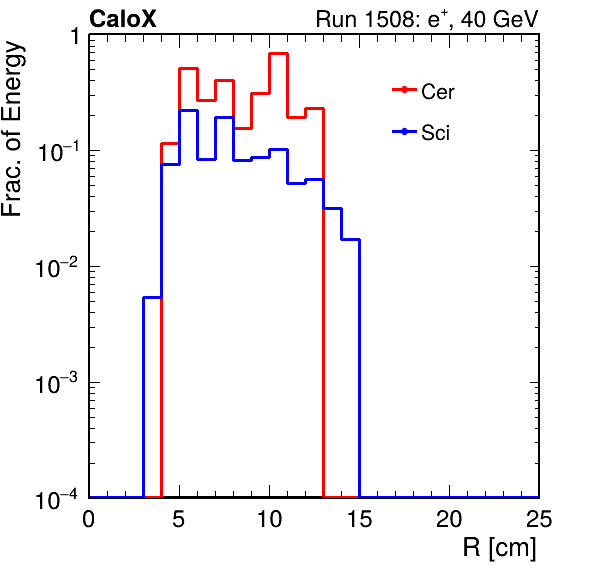 CaloX Run 1508: e⁺, 40 GeV
Frac. of Energy
1
10⁻¹
10⁻²
10⁻³
10⁻⁴
Cer
Sci
0 5 10 15 20 25
R [cm]